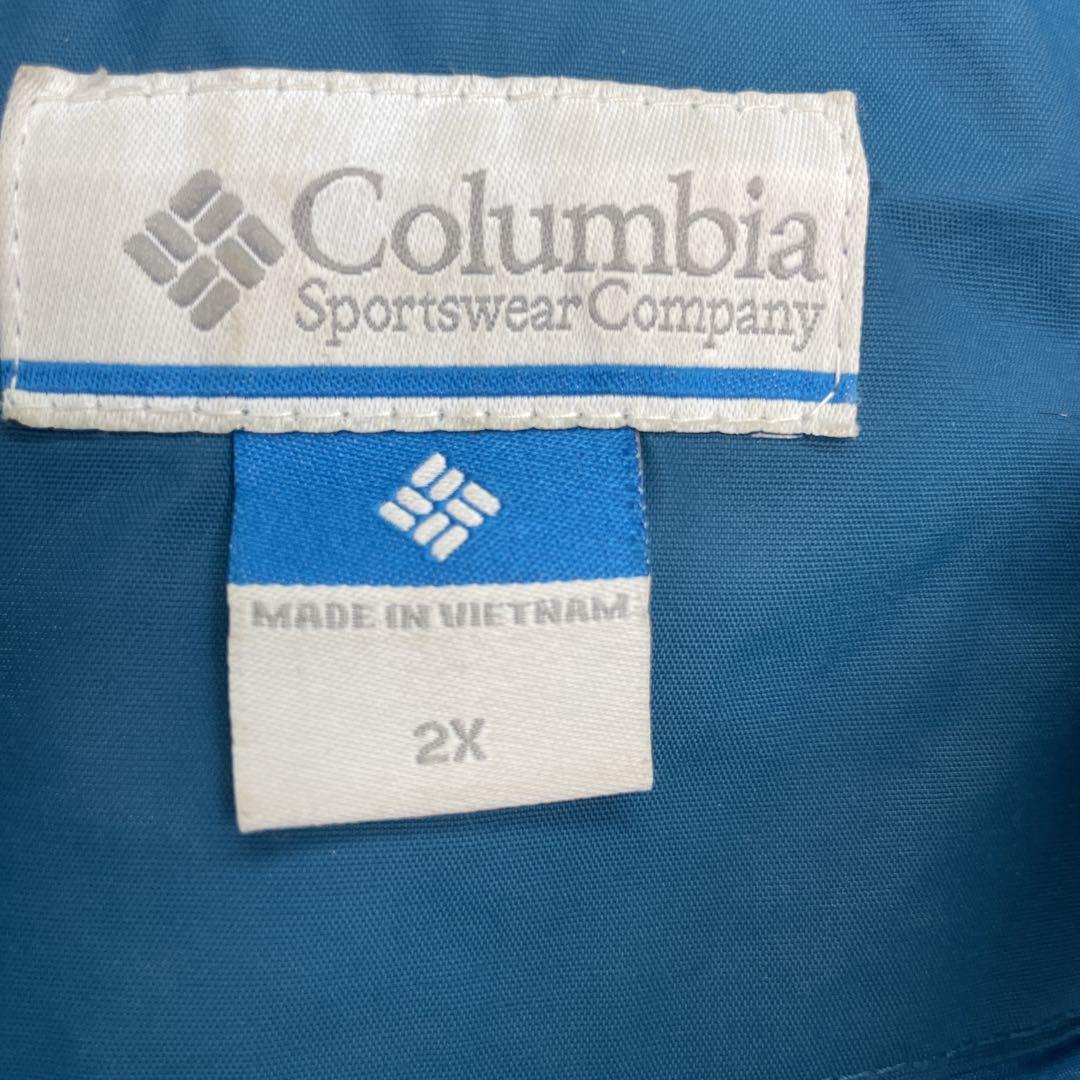 Columbia
Sportswear Company
MADE IN VIETNAM
2X